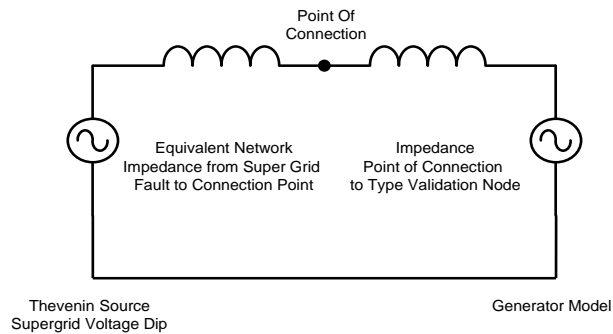 Point Of
Connection
Equivalent Network
Impedance from Super Grid
Fault to Connection Point
Impedance
Point of Connection
to Type Validation Node
Thevenin Source
Supergrid Voltage Dip
Generator Model